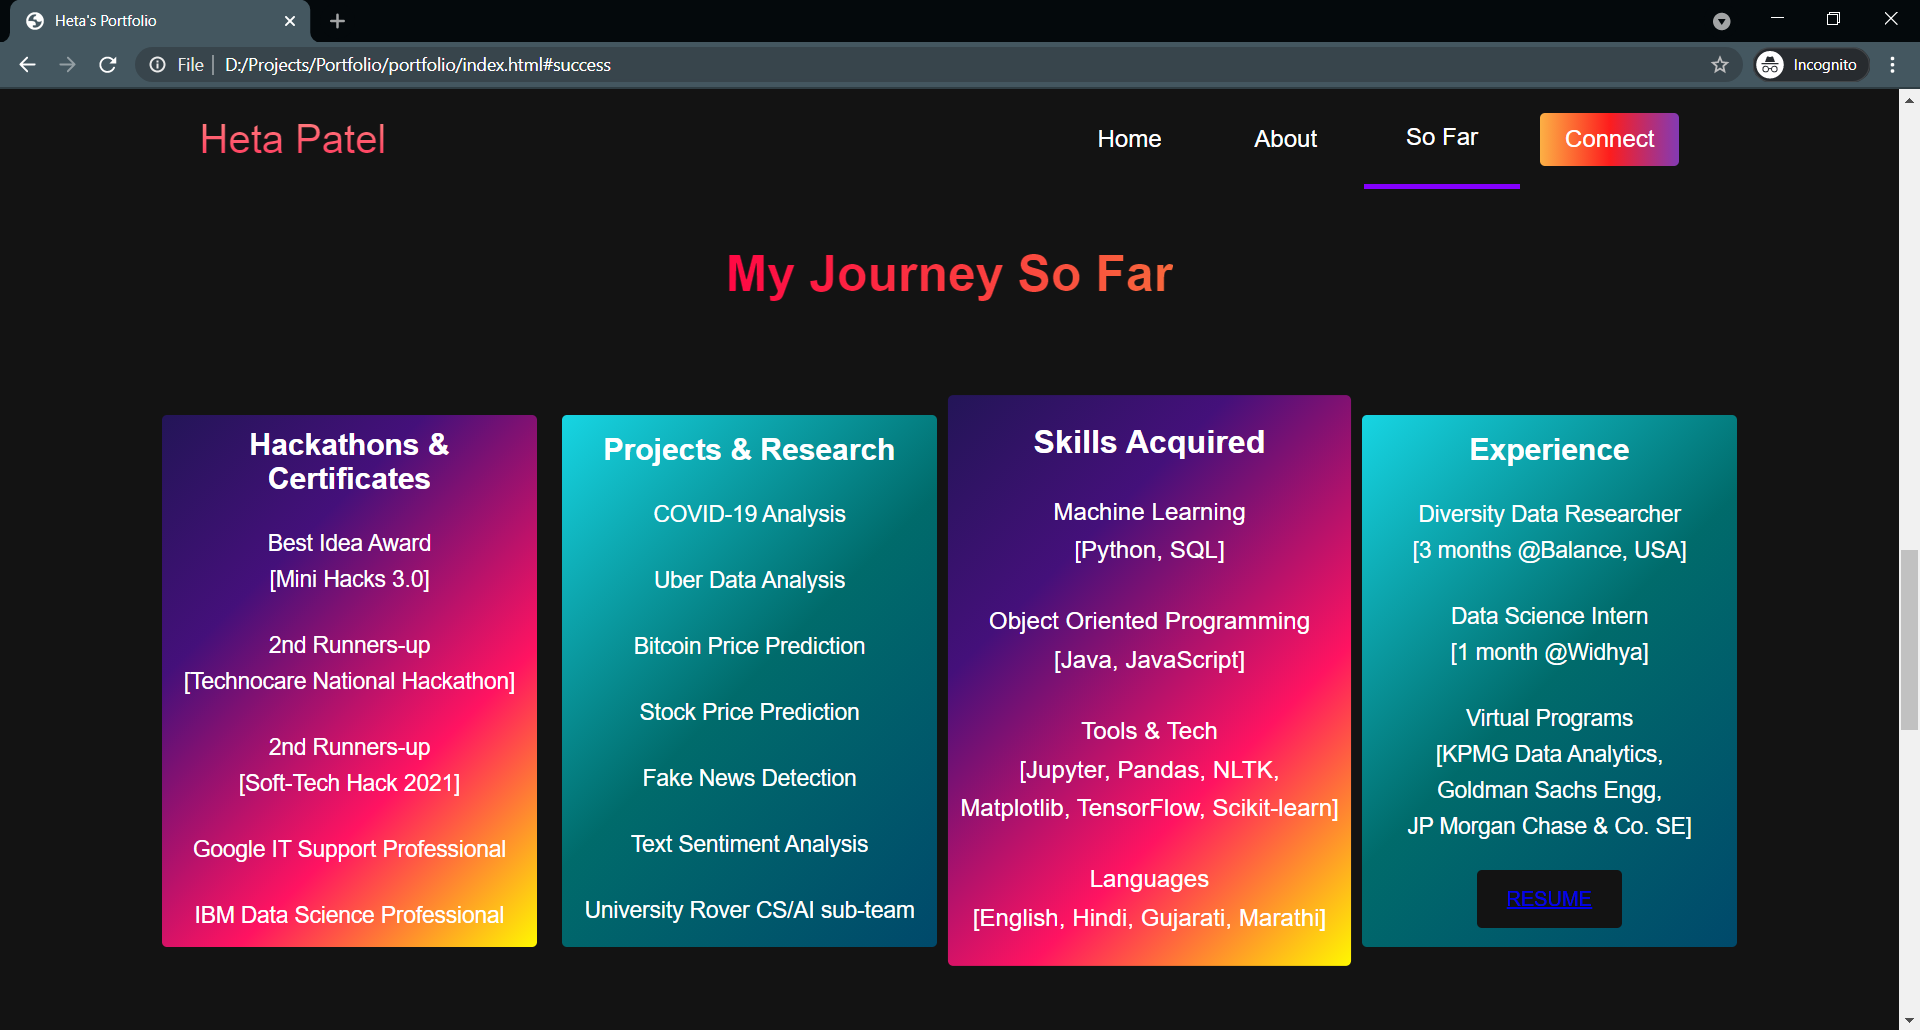 Heta's Portfolio
File
D:/Projects/Portfolio/portfolio/index.html#success
Incognito
Heta Patel
Home
About
So Far
Connect
My Journey So Far
Hackathons &
Certificates
Best Idea Award
[Mini Hacks 3.0]
2nd Runners-up
[Technocare National Hackathon]
2nd Runners-up
[Soft-Tech Hack 2021]
Google IT Support Professional
IBM Data Science Professional
Projects & Research
COVID-19 Analysis
Uber Data Analysis
Bitcoin Price Prediction
Stock Price Prediction
Fake News Detection
Text Sentiment Analysis
University Rover CS/AI sub-team
Skills Acquired
Machine Learning
[Python, SQL]
Object Oriented Programming
[Java, JavaScript]
Tools & Tech
[Jupyter, Pandas, NLTK,
Matplotlib, TensorFlow, Scikit-learn]
Languages
[English, Hindi, Gujarati, Marathi]
Experience
Diversity Data Researcher
[3 months @Balance, USA]
Data Science Intern
[1 month @Widhya]
Virtual Programs
[KPMG Data Analytics,
Goldman Sachs Engg,
JP Morgan Chase & Co. SE]
RESUME